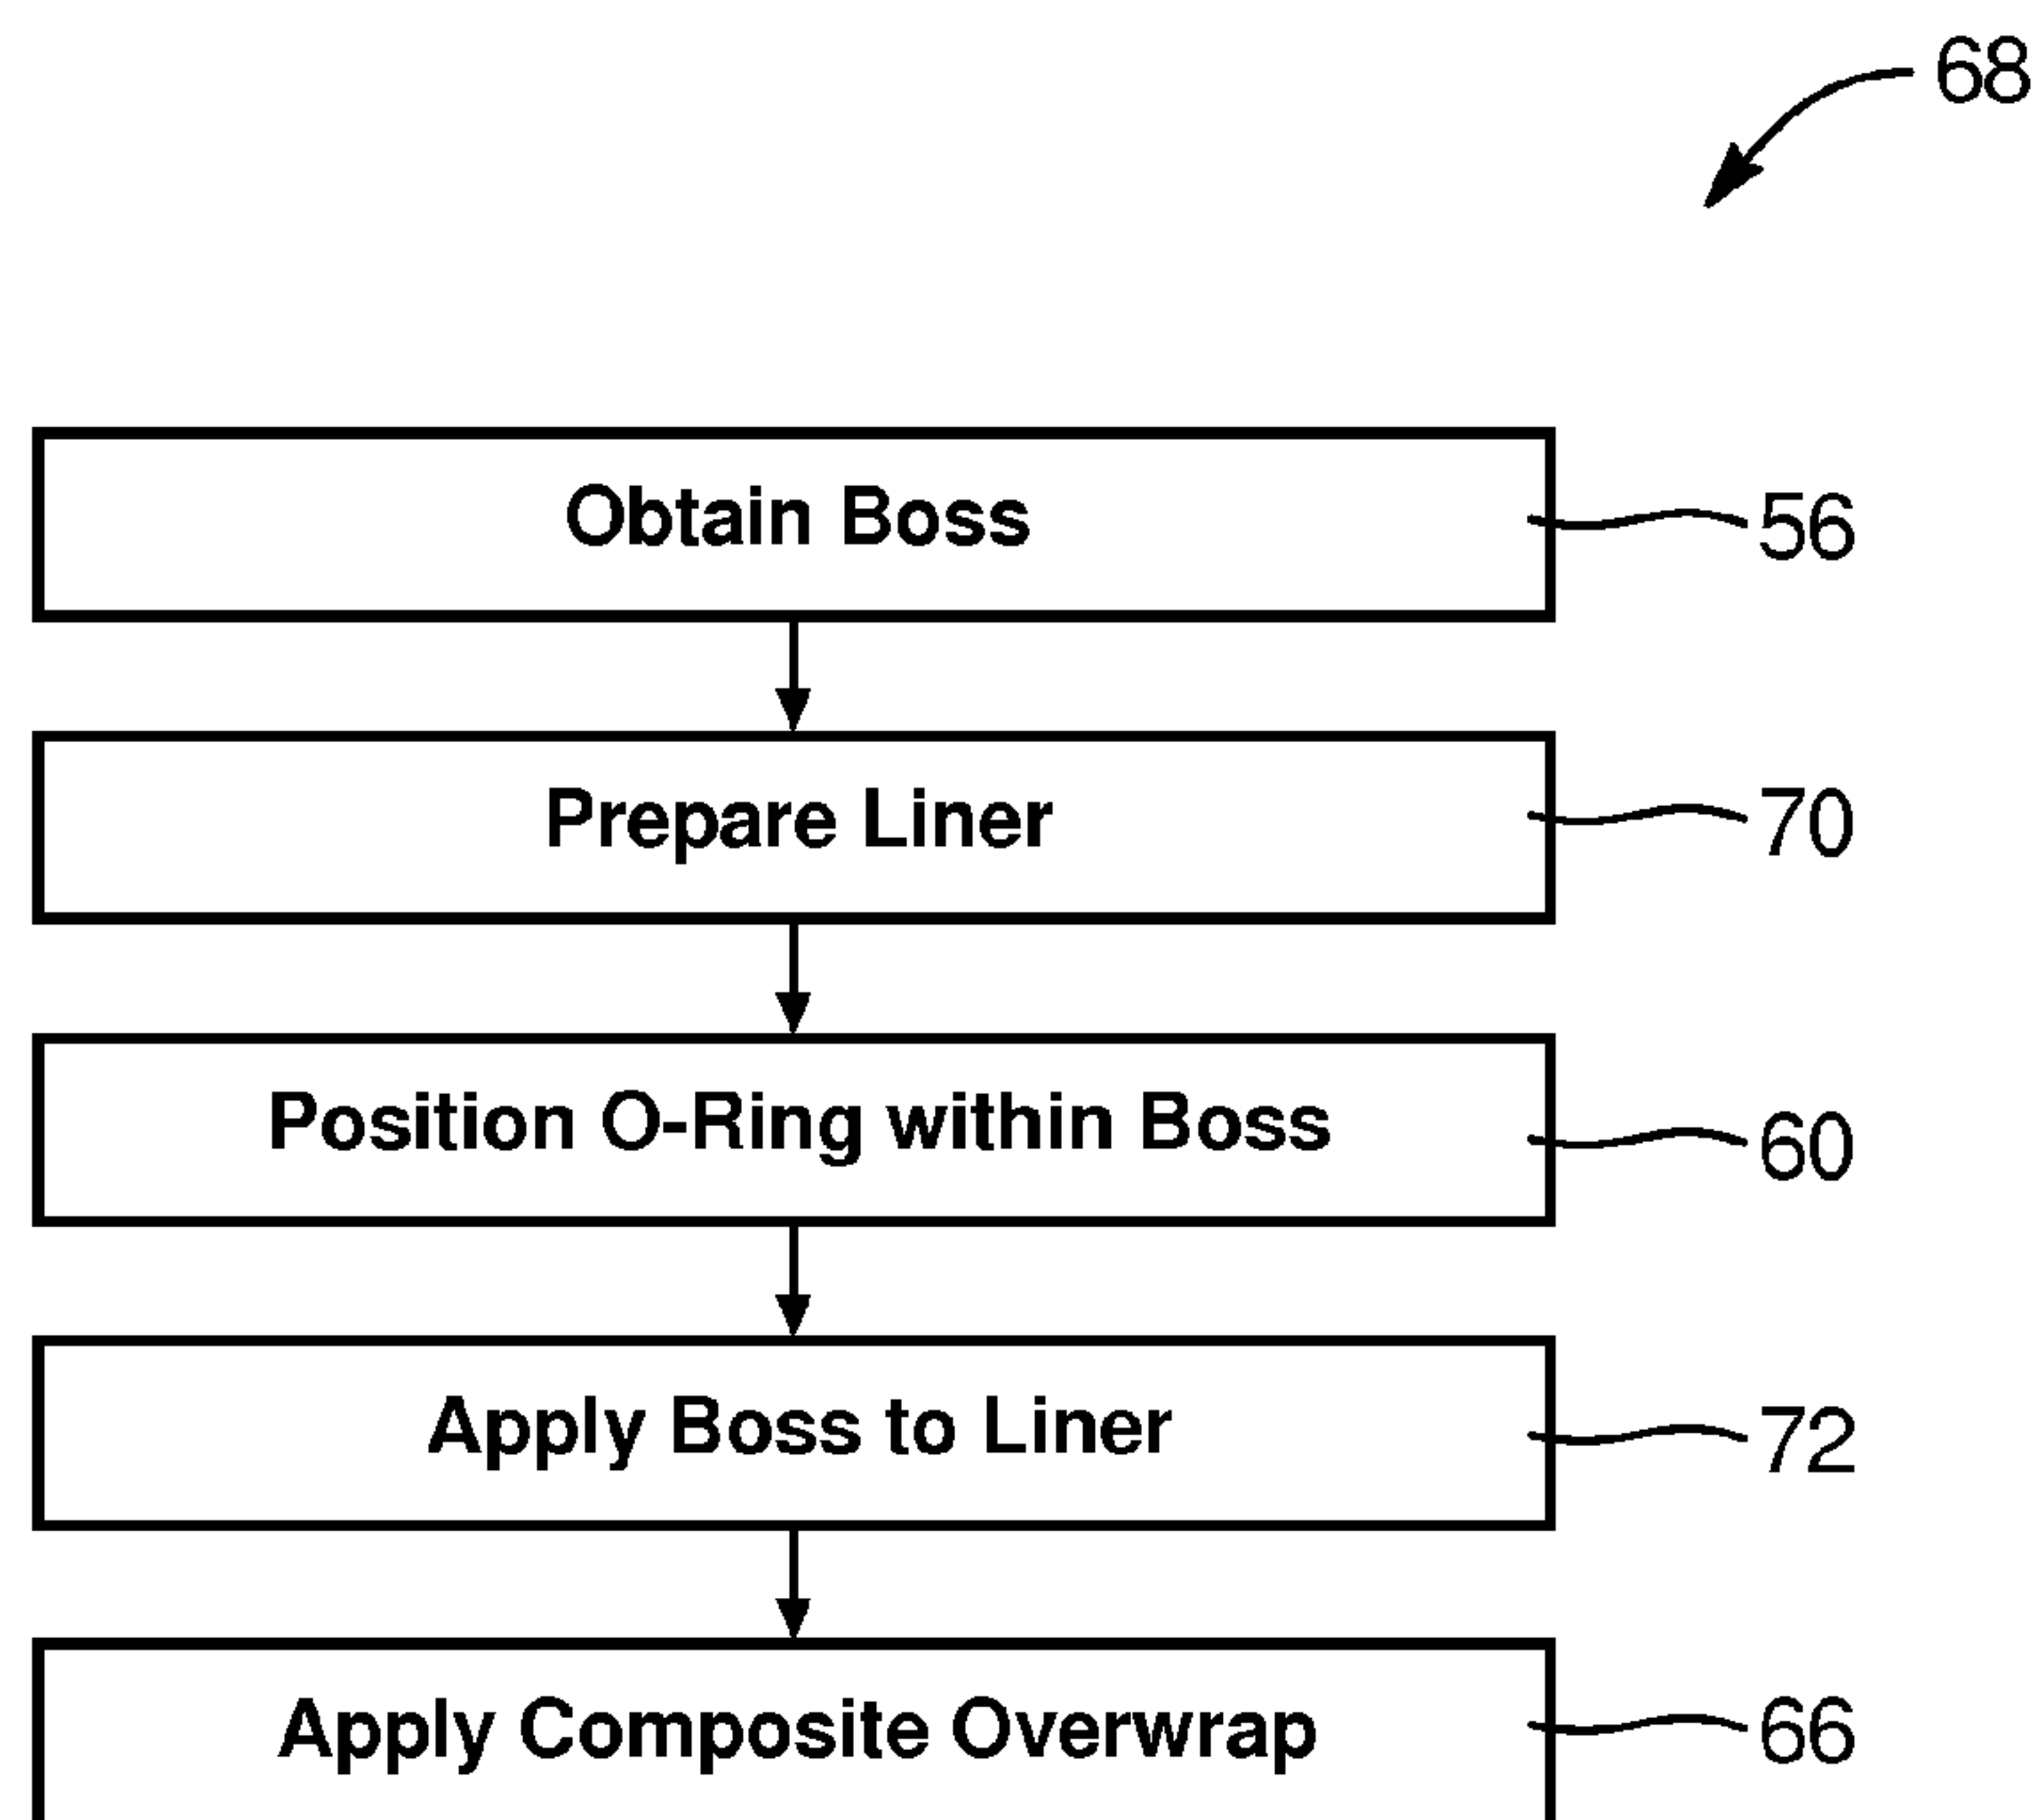 68
Obtain Boss 56
Prepare Liner 70
Position O-Ring within Boss 60
Apply Boss to Liner 72
Apply Composite Overwrap 66